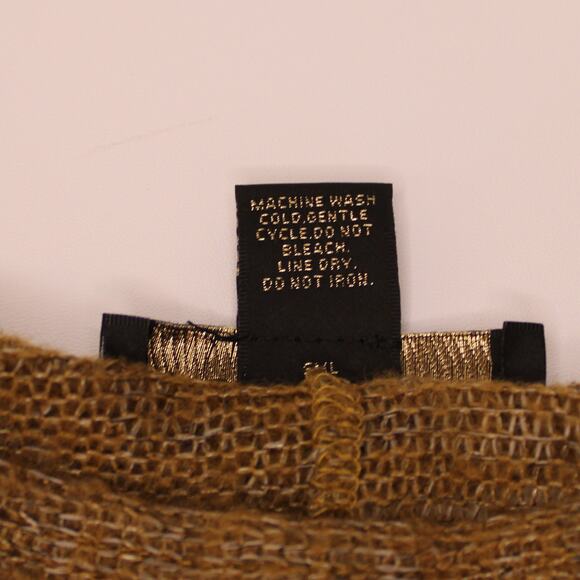 MACHINE WASH
COLD.GENTLE
CYCLE.DO NOT
BLEACH.
LINE DRY.
DO NOT IRON.